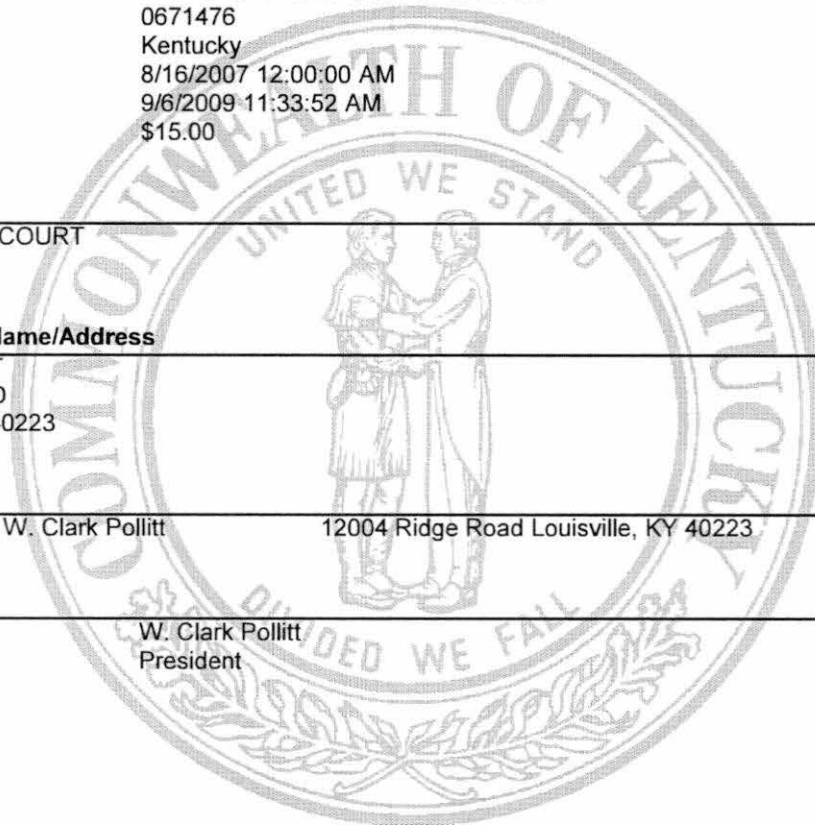 0671476
Kentucky
8/16/2007 12:00:00 AM
9/6/2009 11:33:52 AM
$15.00
COMMONWEALTH OF KENTUCKY
UNITED WE STAND
COURT
Name/Address
0223
W. Clark Pollitt 12004 Ridge Road Louisville, KY 40223
DIVIDED WE FALL
W. Clark Pollitt
President